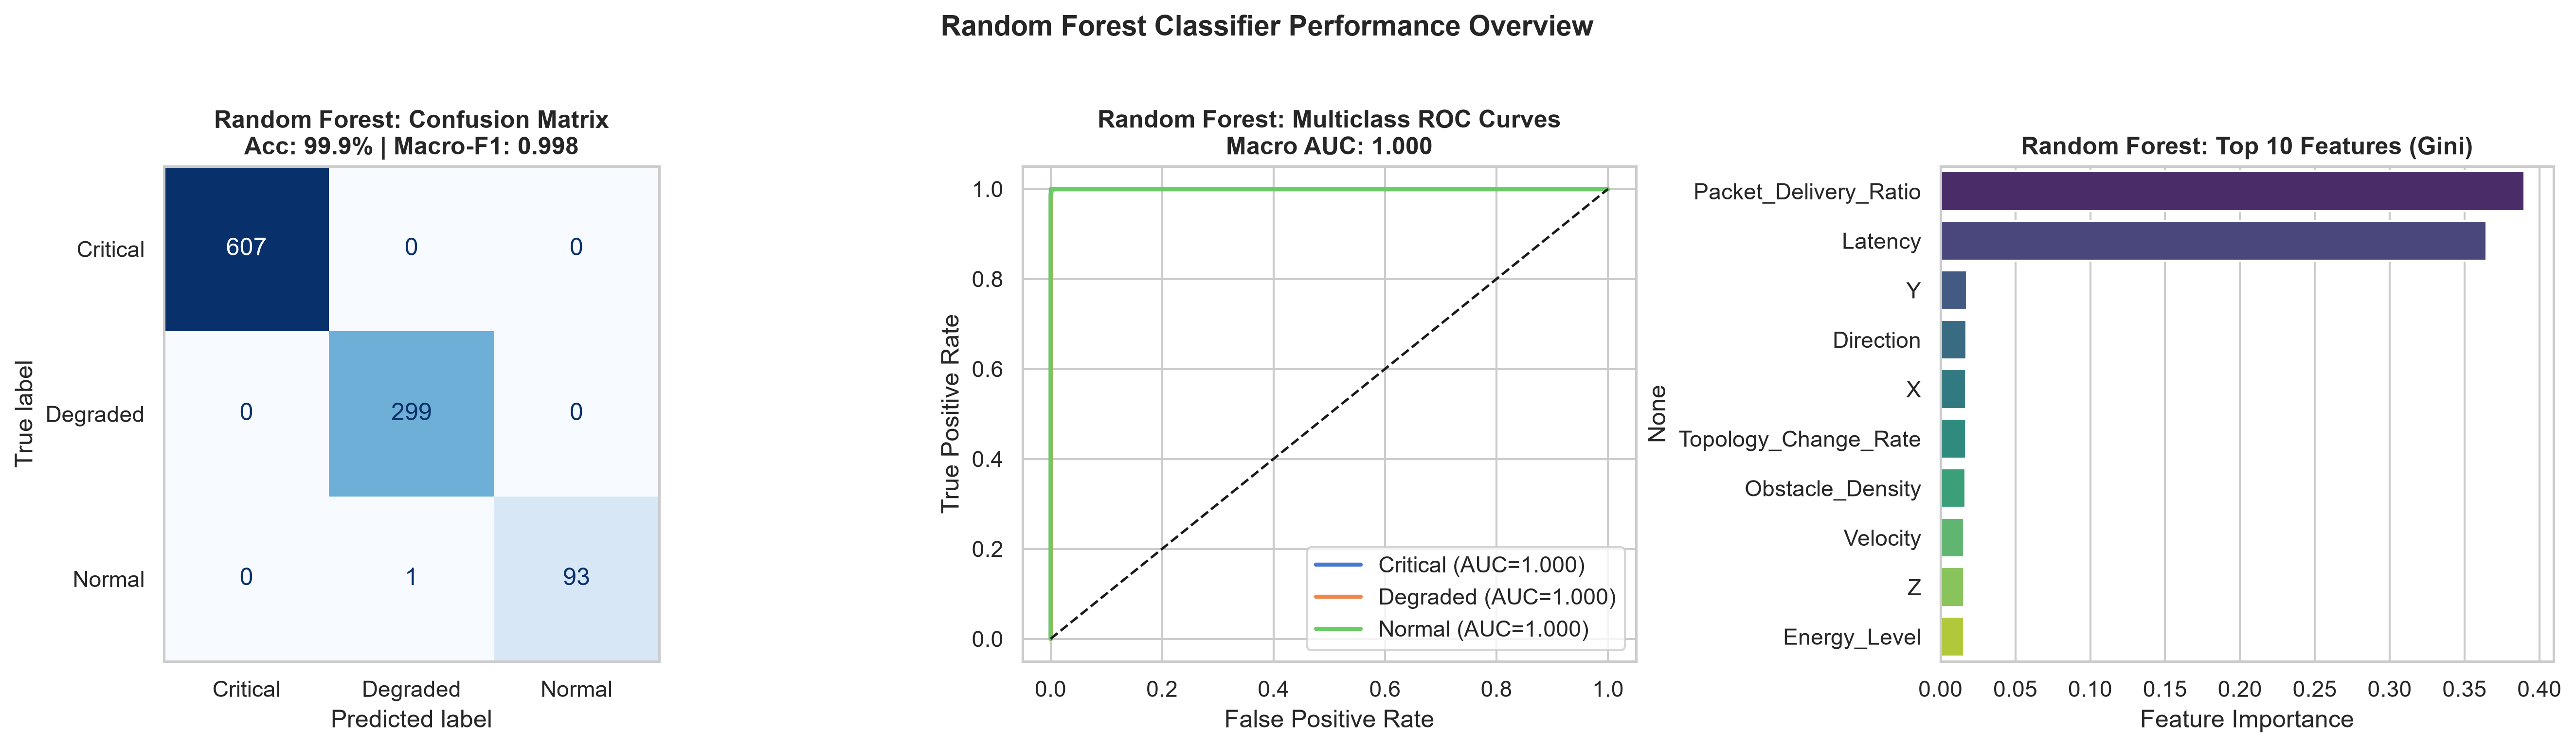 Random Forest Classifier Performance Overview
Random Forest: Confusion Matrix
Acc: 99.9% | Macro-F1: 0.998
True label
Critical
Degraded
Normal
607 0 0
0 299 0
0 1 93
Critical Degraded Normal
Predicted label
Random Forest: Multiclass ROC Curves
Macro AUC: 1.000
True Positive Rate
1.0
0.8
0.6
0.4
0.2
0.0
Critical (AUC=1.000)
Degraded (AUC=1.000)
Normal (AUC=1.000)
0.0 0.2 0.4 0.6 0.8 1.0
False Positive Rate
Random Forest: Top 10 Features (Gini)
None
Packet_Delivery_Ratio
Latency
Y
Direction
X
Topology_Change_Rate
Obstacle_Density
Velocity
Z
Energy_Level
0.00 0.05 0.10 0.15 0.20 0.25 0.30 0.35 0.40
Feature Importance